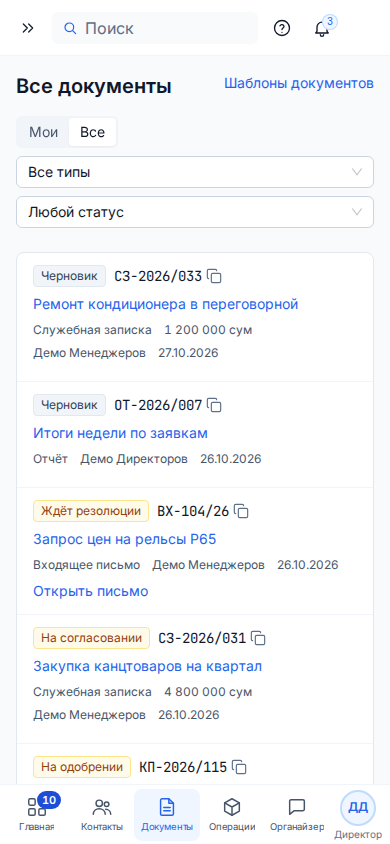 Поиск
3
Все документы
Шаблоны документов
Мои
Все
Все типы
Любой статус
Черновик СЗ-2026/033
Ремонт кондиционера в переговорной
Служебная записка 1 200 000 сум
Демо Менеджеров 27.10.2026
Черновик ОТ-2026/007
Итоги недели по заявкам
Отчёт Демо Директоров 26.10.2026
Ждёт резолюции ВХ-104/26
Запрос цен на рельсы Р65
Входящее письмо Демо Менеджеров 26.10.2026
Открыть письмо
На согласовании СЗ-2026/031
Закупка канцтоваров на квартал
Служебная записка 4 800 000 сум
Демо Менеджеров 26.10.2026
На одобрении КП-2026/115
10
ДД
Главная Контакты Документы Операции Органайзер Директор